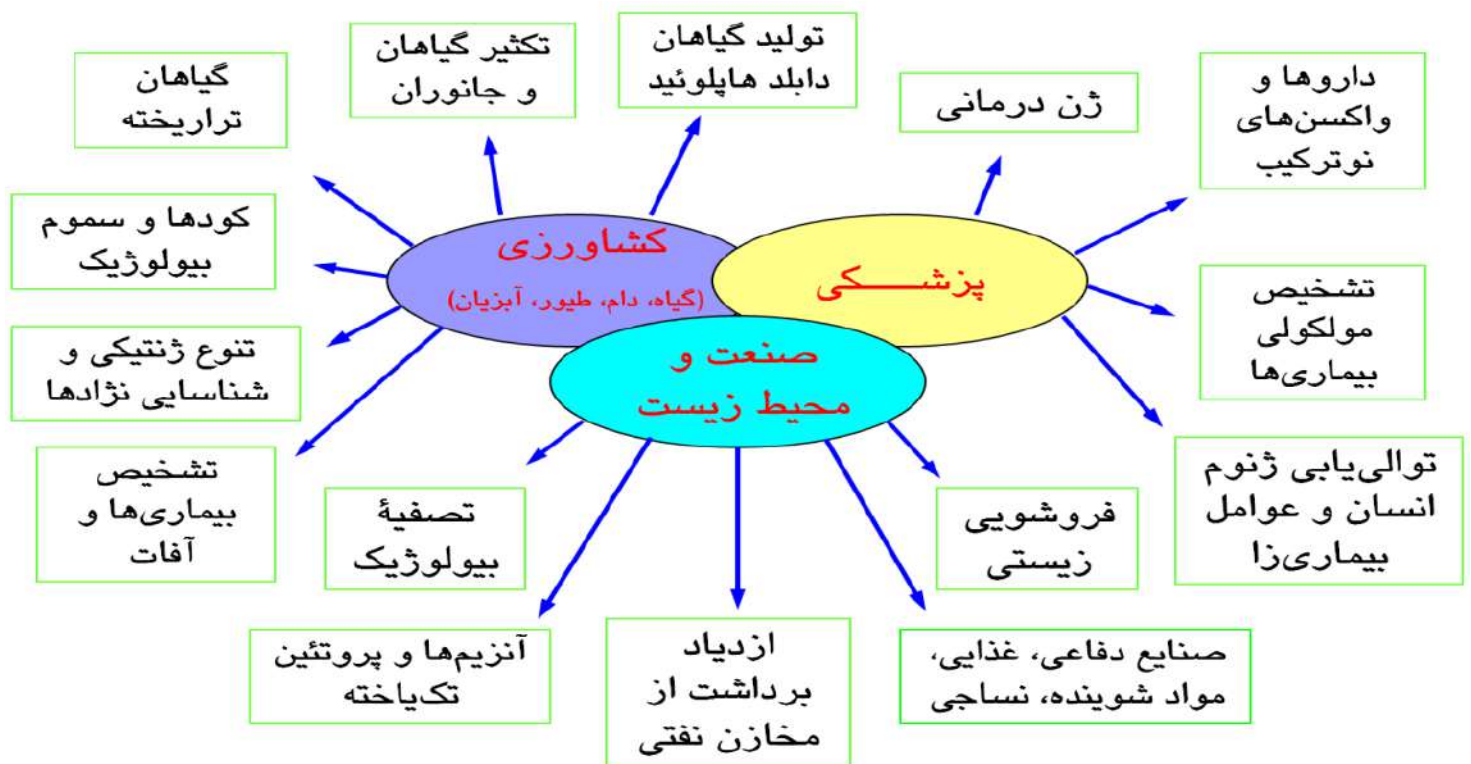 داروها و
واکسن‌های
نوترکیب
ژن درمانی
تولید گیاهان
دابلد هاپلوئید
تکثیر گیاهان
و جانوران
گیاهان
تراریخته
کودها و سموم
بیولوژیک
تنوع ژنتیکی و
شناسایی نژادها
تشخیص
بیماری‌ها و
آفات
کشاورزی
(گیاه، دام، طیور، آبزیان)
پزشــــکی
صنعت و
محیط زیست
تشخیص
مولکولی
بیماری‌ها
توالی‌یابی ژنوم
انسان و عوامل
بیماری‌زا
فروشویی
زیستی
تصفیهٔ
بیولوژیک
صنایع دفاعی، غذایی،
مواد شوینده، نساجی
ازدیاد
برداشت از
مخازن نفتی
آنزیم‌ها و پروتئین
تک‌یاخته